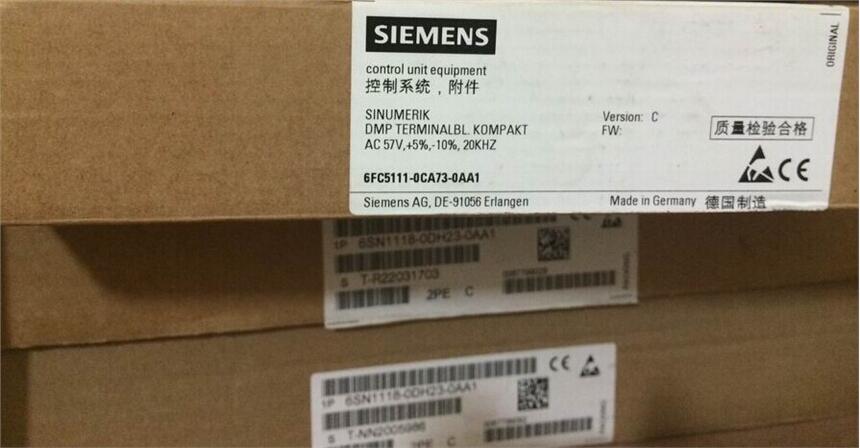 SIEMENS
ORIGINAL
control unit equipment
控制系统，附件
SINUMERIK
DMP TERMINALBL. KOMPAKT
AC 57V,+5%,-10%, 20KHZ
Version: C
FW:
质量检验合格
CE
6FC5111-0CA73-0AA1
Siemens AG, DE-91056 Erlangen
Made in Germany 德国制造
1P 6SN1118-0DH23-0AA1
S T-R22031703
2PE C
CE
1P 6SN1118-0DH23-0AA1
S T-NN2005986
2PE C